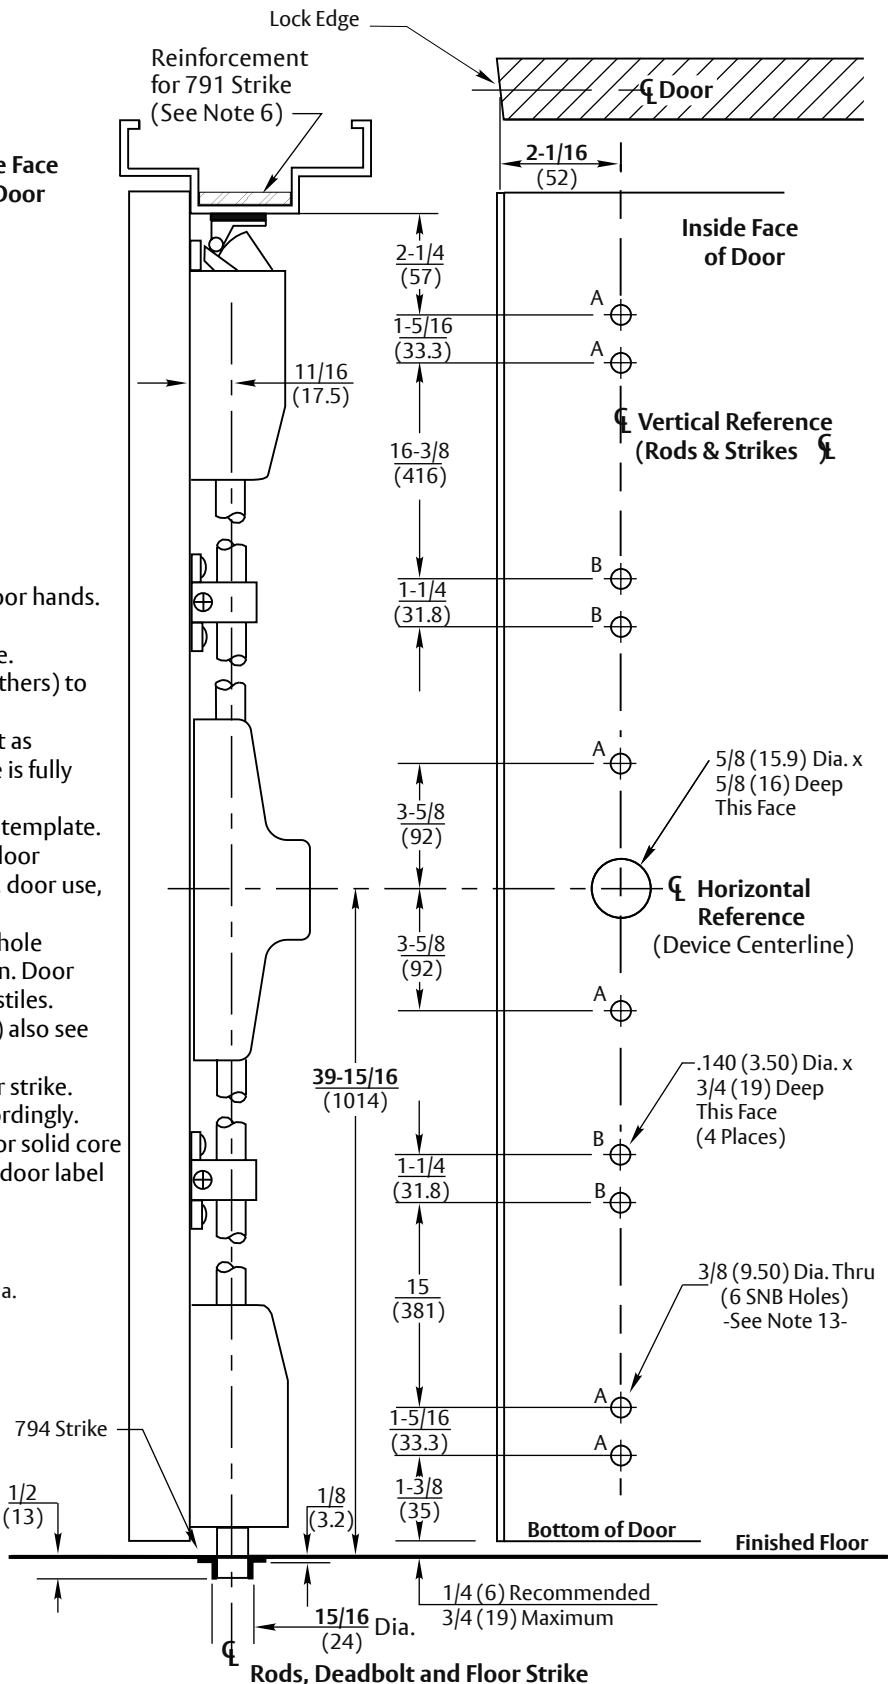 Lock Edge
Reinforcement
for 791 Strike
(See Note 6)
℄ Door
e Face
Door
2-1/16
(52)
Inside Face
of Door
2-1/4
(57)
A
1-5/16
(33.3)
A
11/16
(17.5)
℄ Vertical Reference
(Rods & Strikes ℄)
16-3/8
(416)
oor hands.
B
1-1/4
(31.8)
B
e.
thers) to
t as
e is fully
A
5/8 (15.9) Dia. x
5/8 (16) Deep
This Face
3-5/8
(92)
template.
door
door use,
℄ Horizontal
Reference
(Device Centerline)
hole
n. Door
stiles.
) also see
3-5/8
(92)
A
39-15/16
(1014)
r strike.
ordingly.
or solid core
door label
.140 (3.50) Dia. x
3/4 (19) Deep
This Face
(4 Places)
B
1-1/4
(31.8)
B
a.
15
(381)
3/8 (9.50) Dia. Thru
(6 SNB Holes)
-See Note 13-
A
1-5/16
(33.3)
A
794 Strike
1/2
(13)
1/8
(3.2)
1-3/8
(35)
Bottom of Door
Finished Floor
1/4 (6) Recommended
3/4 (19) Maximum
15/16 Dia.
(24)
℄
Rods, Deadbolt and Floor Strike